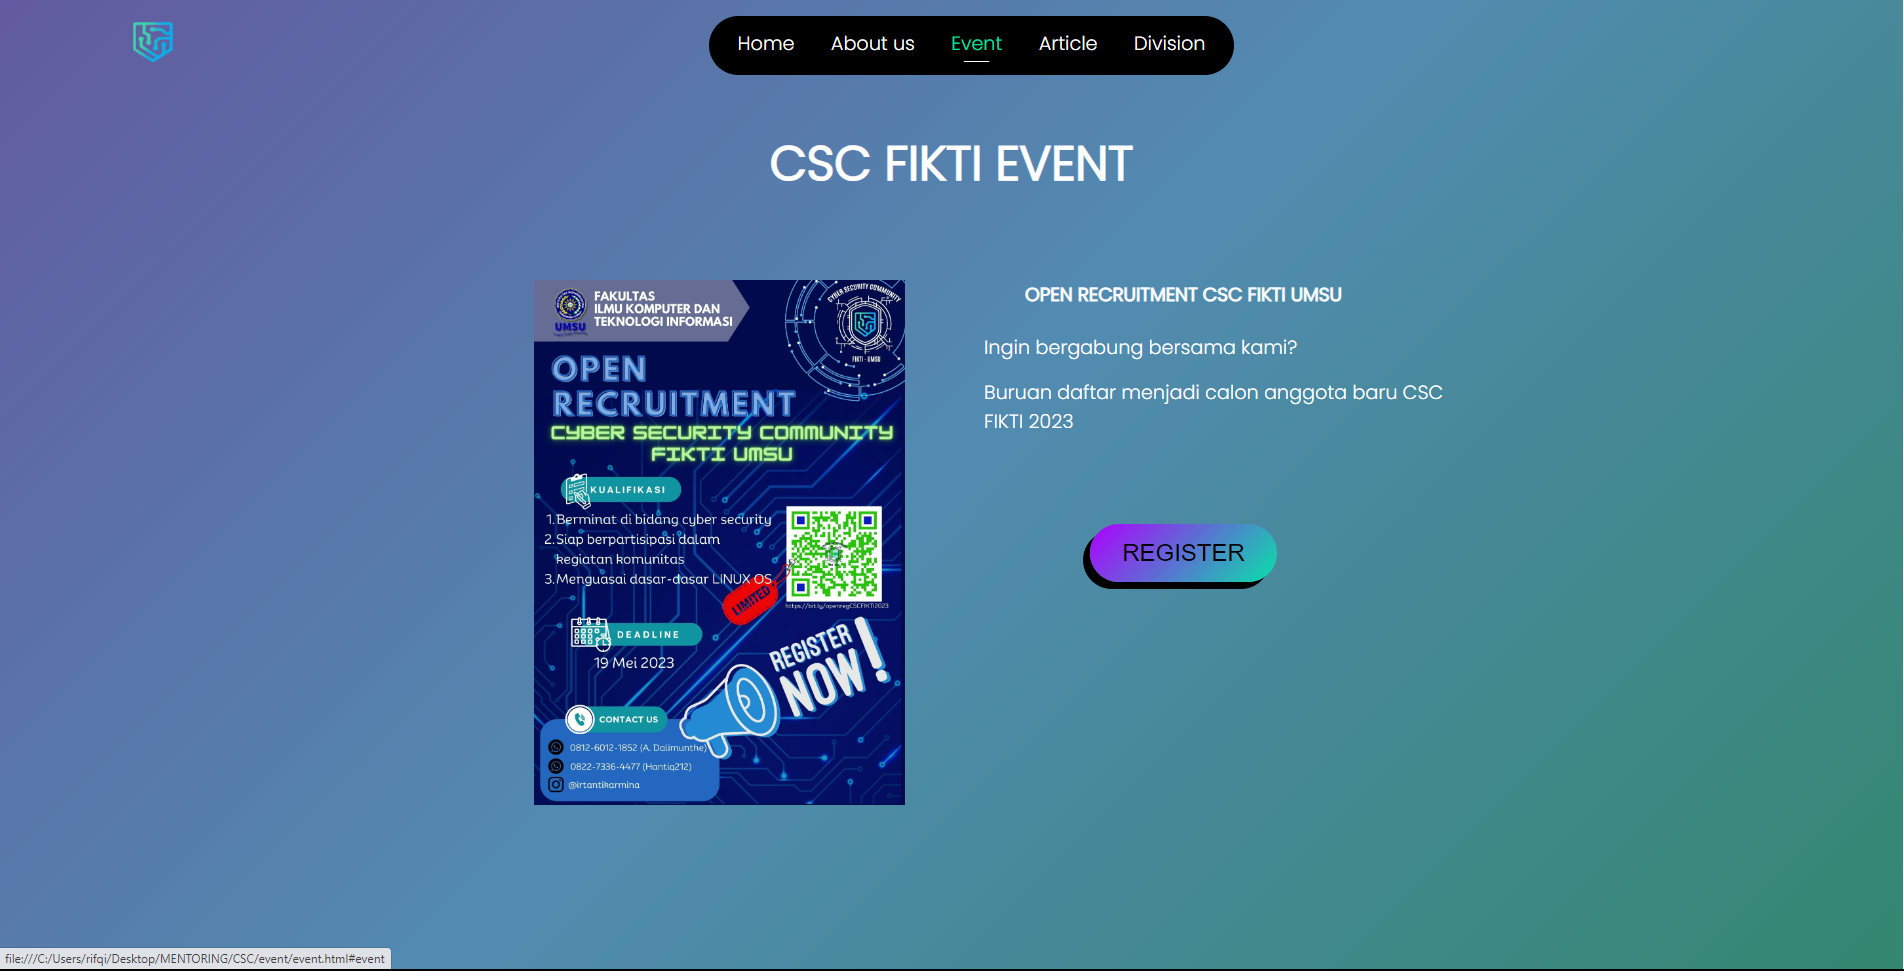 Home About us Event Article Division
CSC FIKTI EVENT
FAKULTAS
ILMU KOMPUTER DAN
TEKNOLOGI INFORMASI
UMSU
CYBER SECURITY COMMUNITY
FIKTI - UMSU
OPEN
RECRUITMENT
CYBER SECURITY COMMUNITY
FIKTI UMSU
KUALIFIKASI
1. Berminat di bidang cyber security
2. Siap berpartisipasi dalam
kegiatan komunitas
3. Menguasai dasar-dasar LINUX OS
LIMITED
https://bit.ly/openregCSCFIKTI2023
DEADLINE
19 Mei 2023
REGISTER
NOW!
CONTACT US
0812-6012-1852 (A. Dalimunthe)
0822-7336-4477 (Hantiq212)
@irtantikarmina
OPEN RECRUITMENT CSC FIKTI UMSU
Ingin bergabung bersama kami?
Buruan daftar menjadi calon anggota baru CSC
FIKTI 2023
REGISTER
file:///C:/Users/rifqi/Desktop/MENTORING/CSC/event/event.html#event